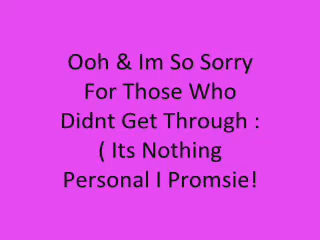 Ooh & Im So Sorry
For Those Who
Didnt Get Through :
( Its Nothing
Personal I Promsie!